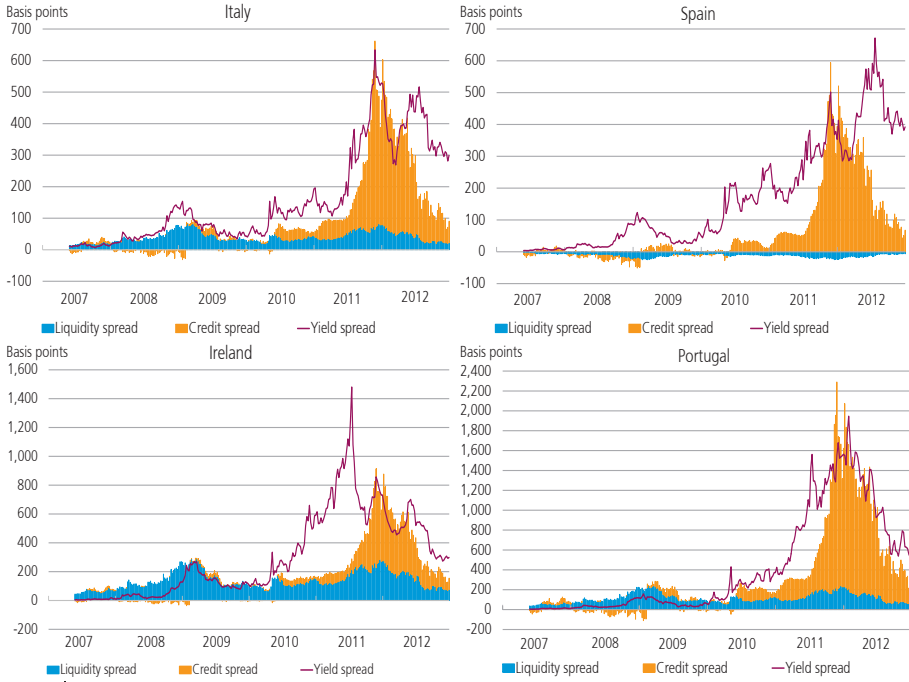 Basis points
Italy
700
600
500
400
300
200
100
0
-100
2007 2008 2009 2010 2011 2012
Liquidity spread Credit spread Yield spread
Basis points
Spain
700
600
500
400
300
200
100
0
-100
2007 2008 2009 2010 2011 2012
Liquidity spread Credit spread Yield spread
Basis points
Ireland
1,600
1,400
1,200
1,000
800
600
400
200
0
-200
2007 2008 2009 2010 2011 2012
Liquidity spread Credit spread Yield spread
Basis points
Portugal
2,400
2,200
2,000
1,800
1,600
1,400
1,200
1,000
800
600
400
200
0
-200
2007 2008 2009 2010 2011 2012
Liquidity spread Credit spread Yield spread